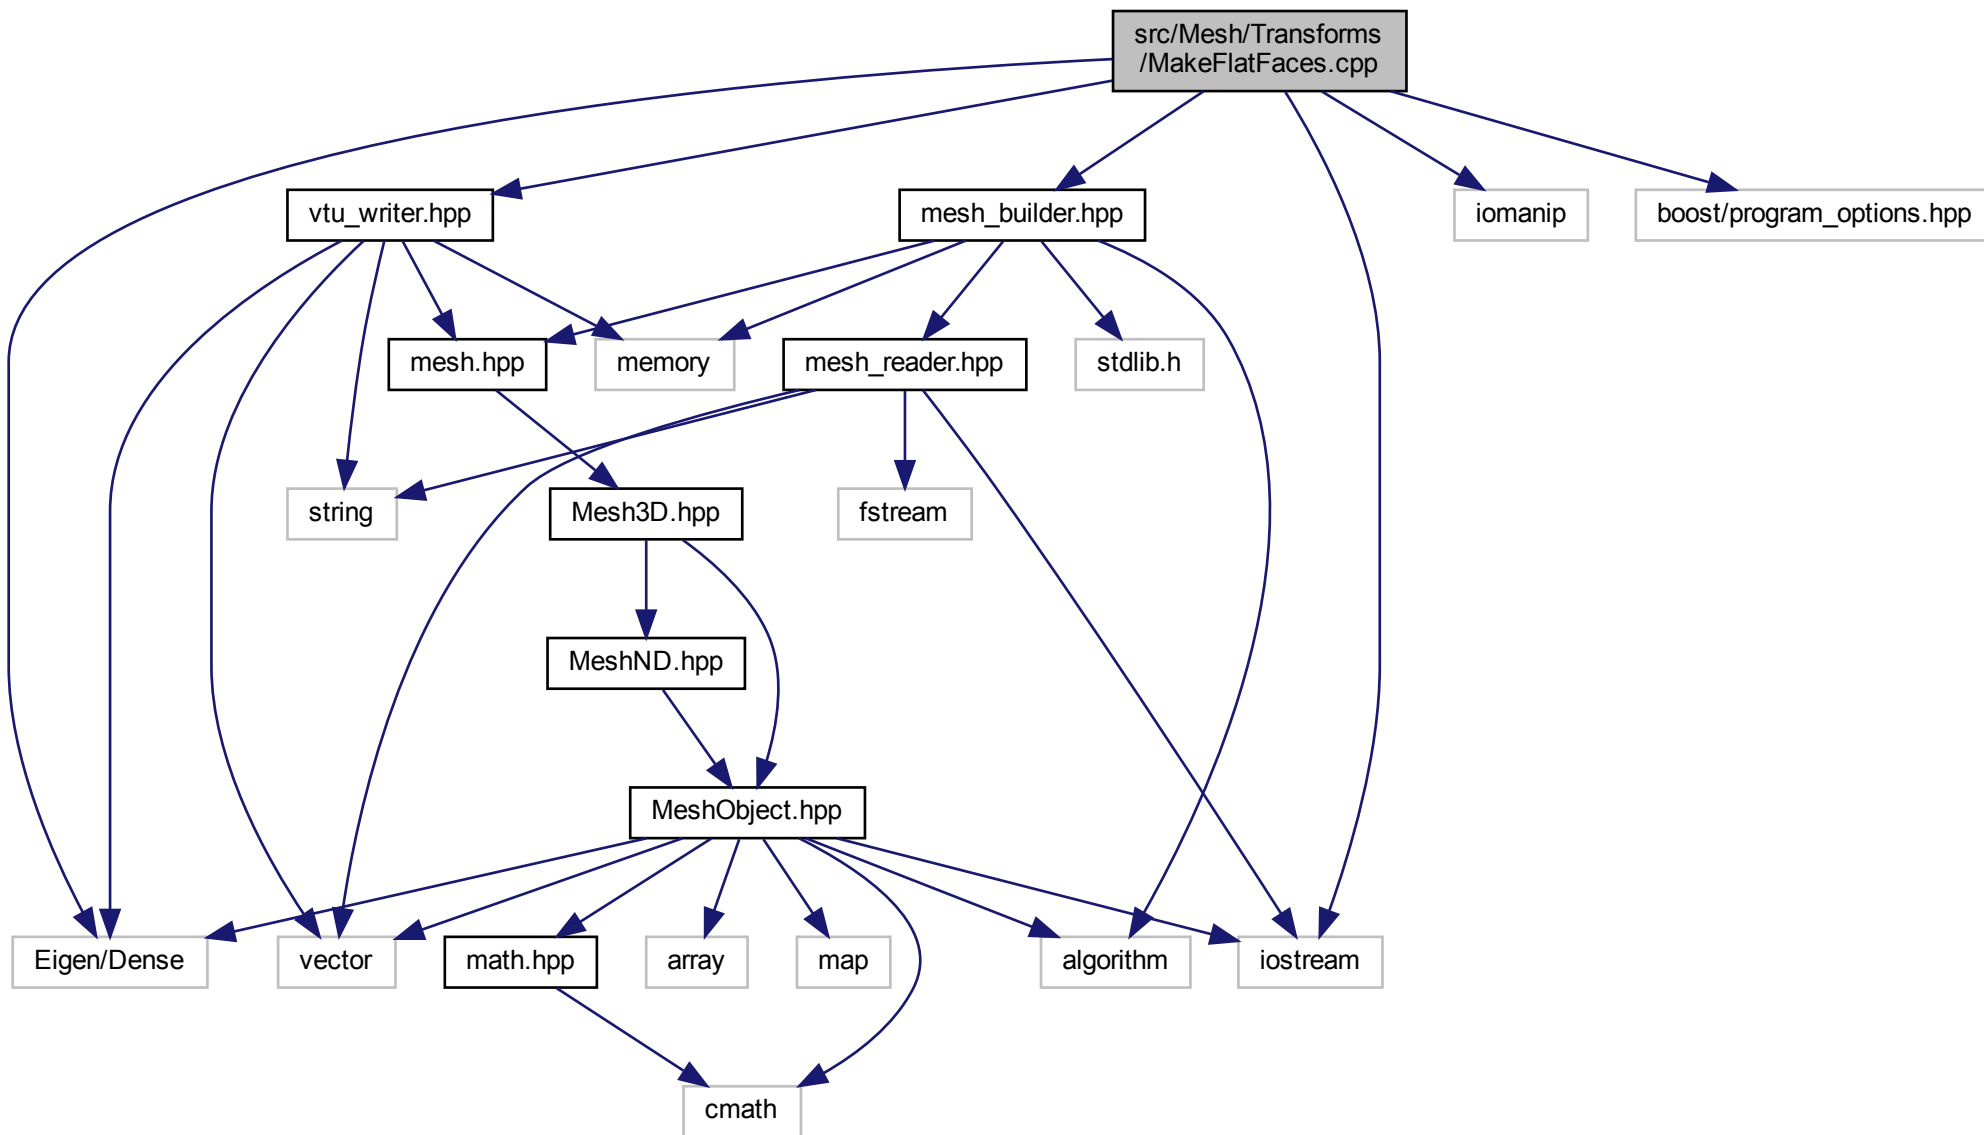 src/Mesh/Transforms
/MakeFlatFaces.cpp
vtu_writer.hpp
mesh_builder.hpp
iomanip
boost/program_options.hpp
mesh.hpp
memory
mesh_reader.hpp
stdlib.h
string
Mesh3D.hpp
fstream
MeshND.hpp
MeshObject.hpp
Eigen/Dense
vector
math.hpp
array
map
algorithm
iostream
cmath